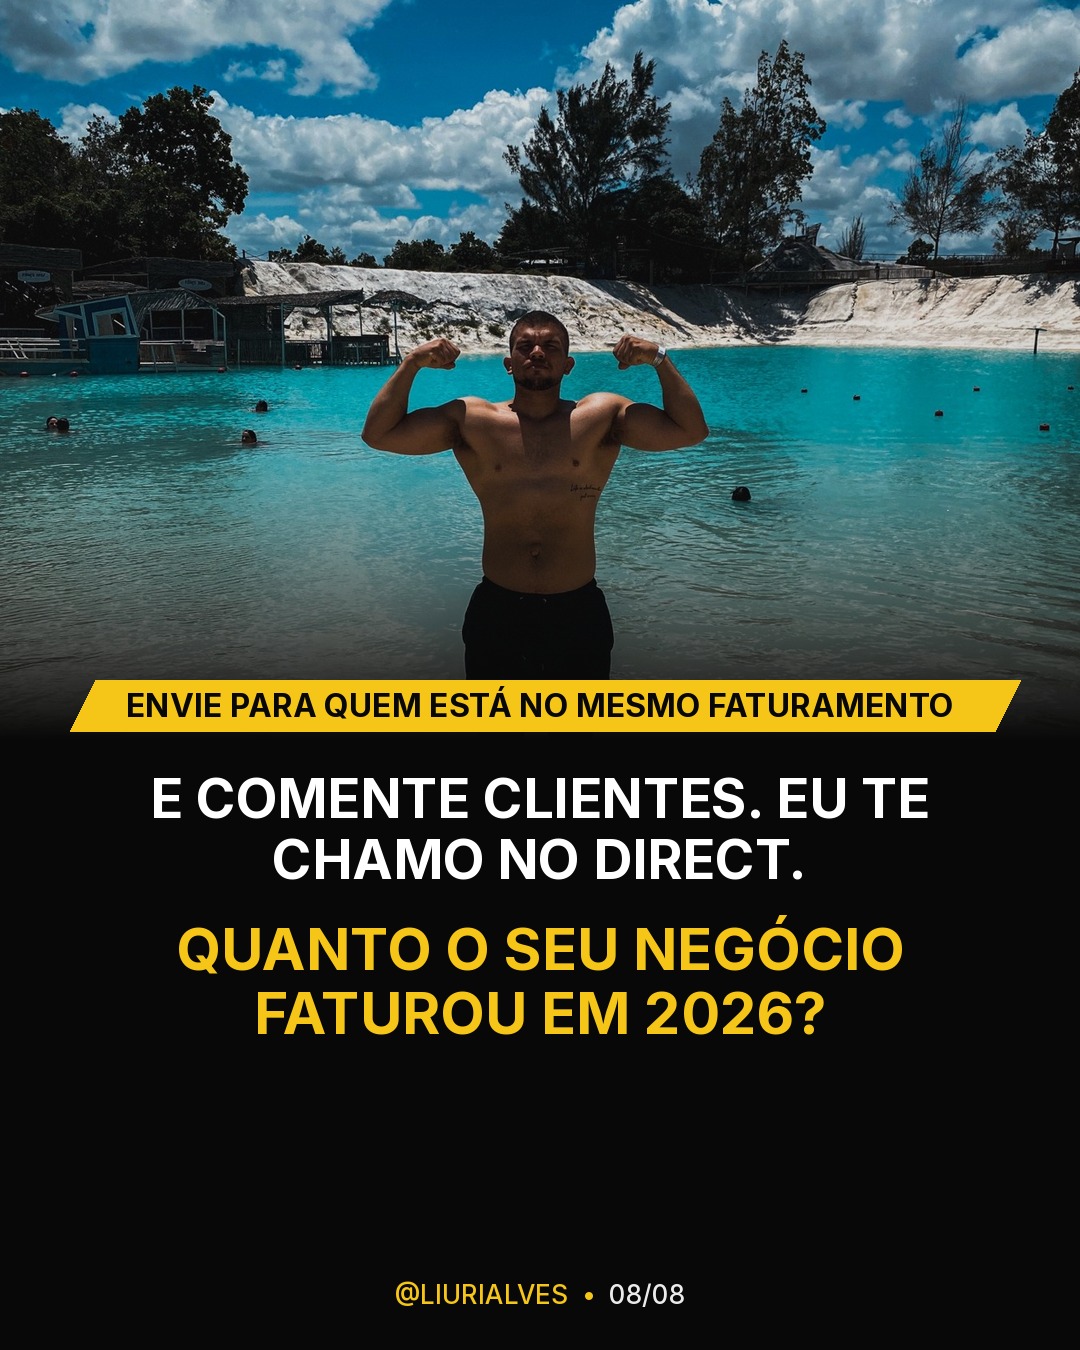 ENVIE PARA QUEM ESTÁ NO MESMO FATURAMENTO
E COMENTE CLIENTES. EU TE
CHAMO NO DIRECT.
QUANTO O SEU NEGÓCIO
FATUROU EM 2026?
@LIURIALVES • 08/08